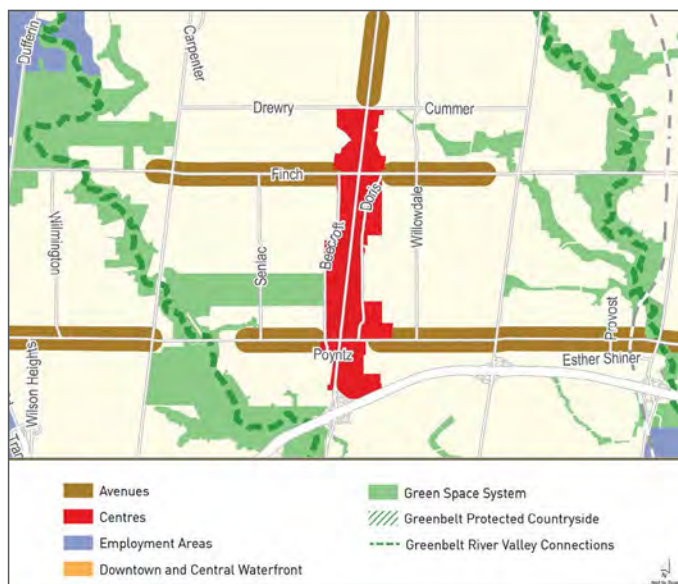 Dufferin
Carpenter
Drewry
Cummer
Finch
Doris
Beecroft
Willowdale
Senlac
Wilmington
Provost
Poyntz
Esther Shiner
Wilson Heights
Tran
Avenues
Centres
Employment Areas
Downtown and Central Waterfront
Green Space System
Greenbelt Protected Countryside
Greenbelt River Valley Connections